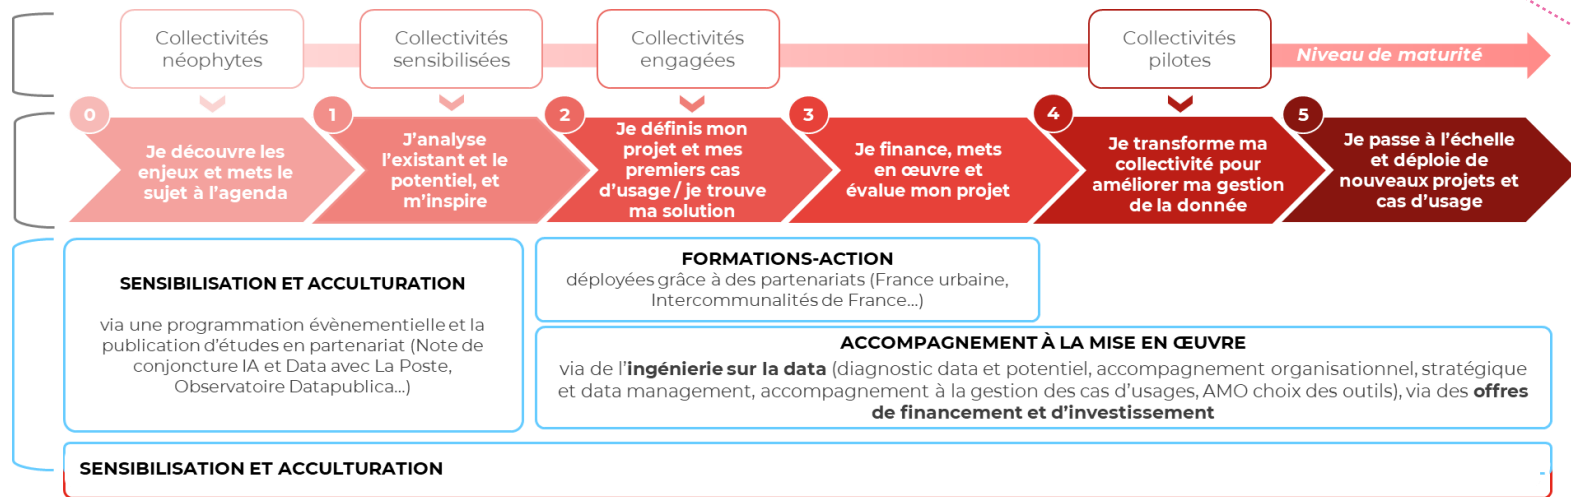 Collectivités
néophytes
Collectivités
sensibilisées
Collectivités
engagées
Collectivités
pilotes
Niveau de maturité
0
Je découvre les
enjeux et mets le
sujet à l’agenda
1
J’analyse
l’existant et le
potentiel, et
m’inspire
2
Je définis mon
projet et mes
premiers cas
d’usage / je trouve
ma solution
3
Je finance, mets
en œuvre et
évalue mon projet
4
Je transforme ma
collectivité pour
améliorer ma gestion
de la donnée
5
Je passe à l’échelle
et déploie de
nouveaux projets et
cas d’usage
SENSIBILISATION ET ACCULTURATION
via une programmation évènementielle et la
publication d’études en partenariat (Note de
conjoncture IA et Data avec La Poste,
Observatoire Datapublica…)
FORMATIONS-ACTION
déployées grâce à des partenariats (France urbaine,
Intercommunalités de France…)
ACCOMPAGNEMENT À LA MISE EN ŒUVRE
via de l’ingénierie sur la data (diagnostic data et potentiel, accompagnement organisationnel, stratégique
et data management, accompagnement à la gestion des cas d’usages, AMO choix des outils), via des offres
de financement et d’investissement
SENSIBILISATION ET ACCULTURATION